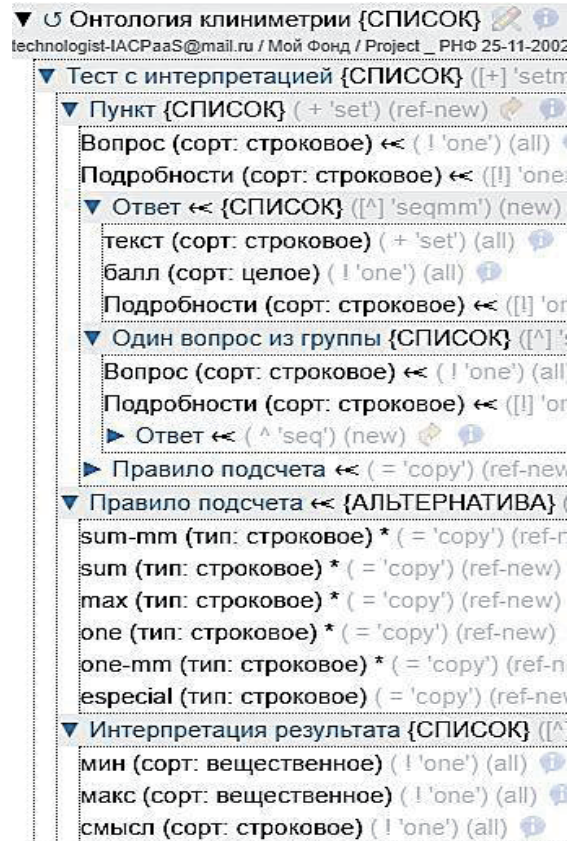 ▼ ↺ Онтология клиниметрии {СПИСОК}
technologist-IACPaaS@mail.ru / Мой Фонд / Project _ РНФ 25-11-2002
▼ Тест с интерпретацией {СПИСОК} ([+] 'setm
▼ Пункт {СПИСОК} ( + 'set') (ref-new)
Вопрос (сорт: строковое) ⤙ ( ! 'one') (all)
Подробности (сорт: строковое) ⤙ ([!] 'one
▼ Ответ ⤙ {СПИСОК} ([^] 'seqmm') (new)
текст (сорт: строковое) ( + 'set') (all)
балл (сорт: целое) ( ! 'one') (all)
Подробности (сорт: строковое) ⤙ ([!] 'on
▼ Один вопрос из группы {СПИСОК} ([^] 's
Вопрос (сорт: строковое) ⤙ ( ! 'one') (all
Подробности (сорт: строковое) ⤙ ([!] 'or
► Ответ ⤙ ( ^ 'seq') (new)
► Правило подсчета ⤙ ( = 'copy') (ref-new
▼ Правило подсчета ⤙ {АЛЬТЕРНАТИВА} (
sum-mm (тип: строковое) * ( = 'copy') (ref-n
sum (тип: строковое) * ( = 'copy') (ref-new)
max (тип: строковое) * ( = 'copy') (ref-new)
one (тип: строковое) * ( = 'copy') (ref-new)
one-mm (тип: строковое) * ( = 'copy') (ref-n
especial (тип: строковое) ( = 'copy') (ref-new
▼ Интерпретация результата {СПИСОК} ([^]
мин (сорт: вещественное) ( ! 'one') (all)
макс (сорт: вещественное) ( ! 'one') (all)
смысл (сорт: строковое) ( ! 'one') (all)